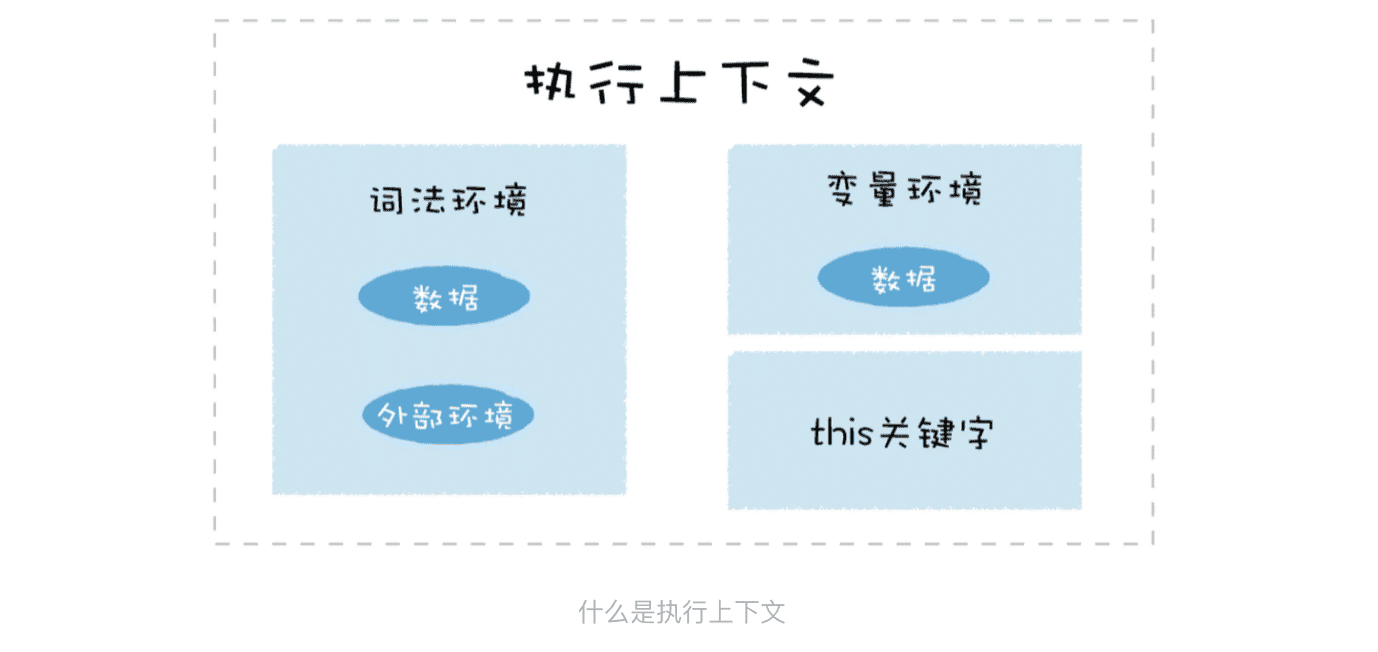 执行上下文
词法环境
数据
外部环境
变量环境
数据
this关键字
什么是执行上下文